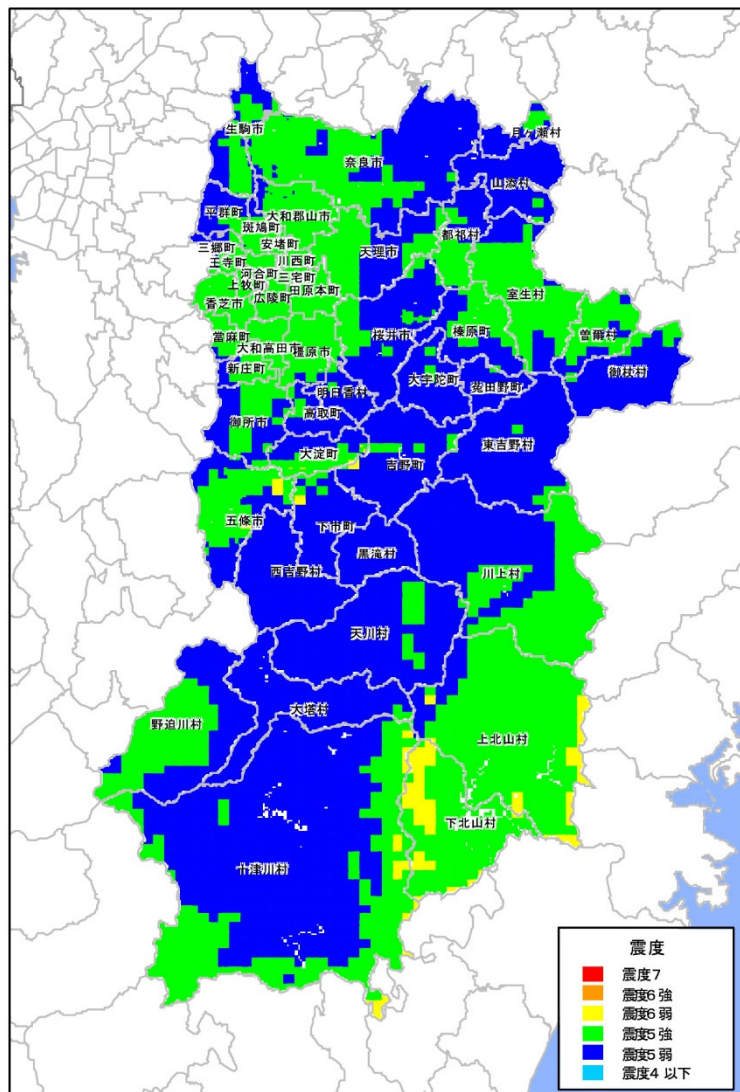 生駒市
奈良市
月ヶ瀬村
山添村
平群町
大和郡山市
斑鳩町
都祁村
三郷町
安堵町
天理市
王寺町
川西町
河合町
三宅町
上牧町
田原本町
室生村
香芝市
広陵町
當麻町
桜井市
榛原町
曽爾村
大和高田市
橿原市
新庄町
御杖村
大宇陀町
菟田野町
明日香村
高取町
御所市
東吉野村
大淀町
吉野町
五條市
下市町
黒滝村
西吉野村
川上村
天川村
大塔村
野迫川村
上北山村
下北山村
十津川村
震度
震度7
震度6強
震度6弱
震度5強
震度5弱
震度4以下